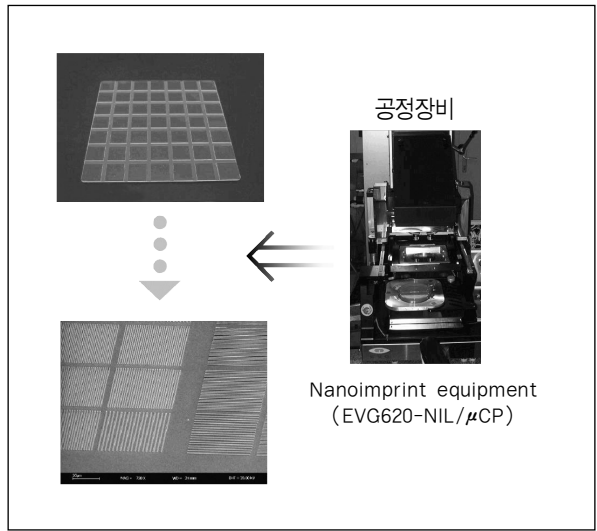 공정장비
Nanoimprint equipment
(EVG620-NIL/μCP)